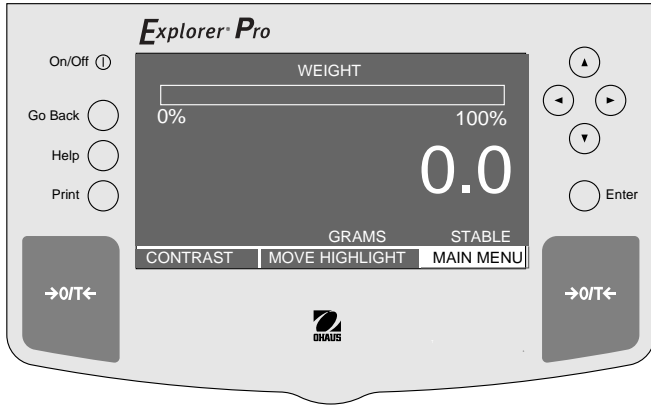 Explorer® Pro
On/Off
WEIGHT
0% 100%
Go Back
Help
0.0
Print
Enter
GRAMS STABLE
CONTRAST MOVE HIGHLIGHT MAIN MENU
→0/T← →0/T←
OHAUS